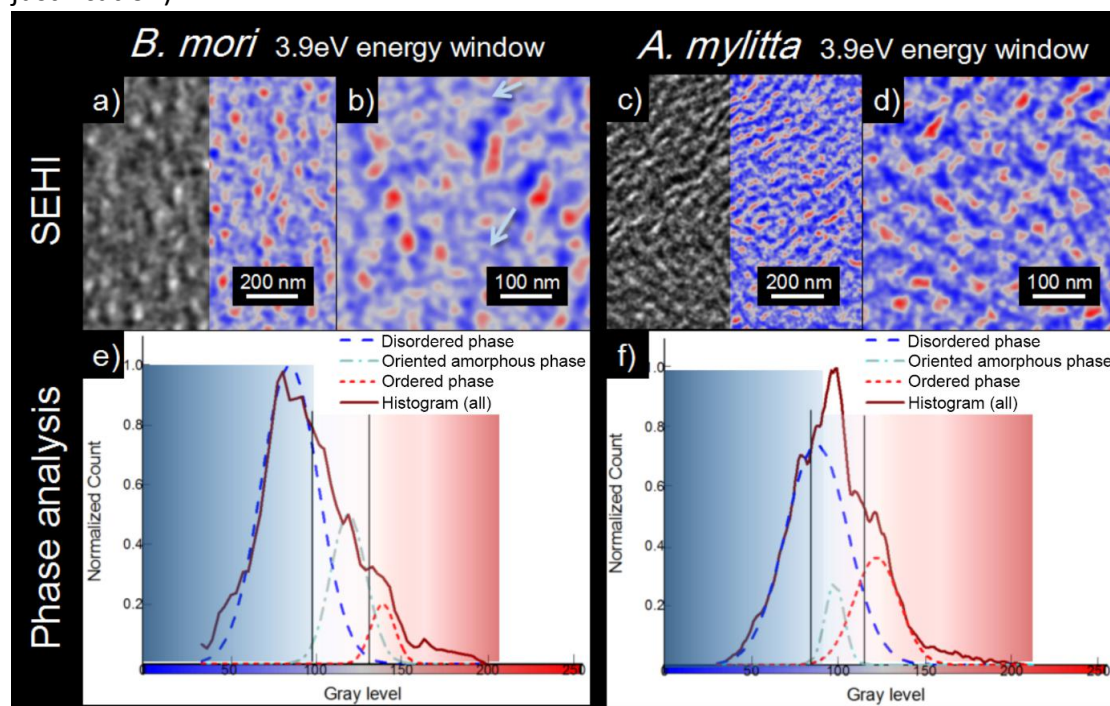 B. mori 3.9eV energy window
A. mylitta 3.9eV energy window
SEHI
a)
b)
c)
d)
200 nm
100 nm
200 nm
100 nm
Phase analysis
e)
Disordered phase
Oriented amorphous phase
Ordered phase
Histogram (all)
1.0
0.8
0.6
0.4
0.2
Normalized Count
50
100
150
200
250
Gray level
f)
Disordered phase
Oriented amorphous phase
Ordered phase
Histogram (all)
1.0
0.8
0.6
0.4
0.2
Normalized Count
50
100
150
200
250
Gray level